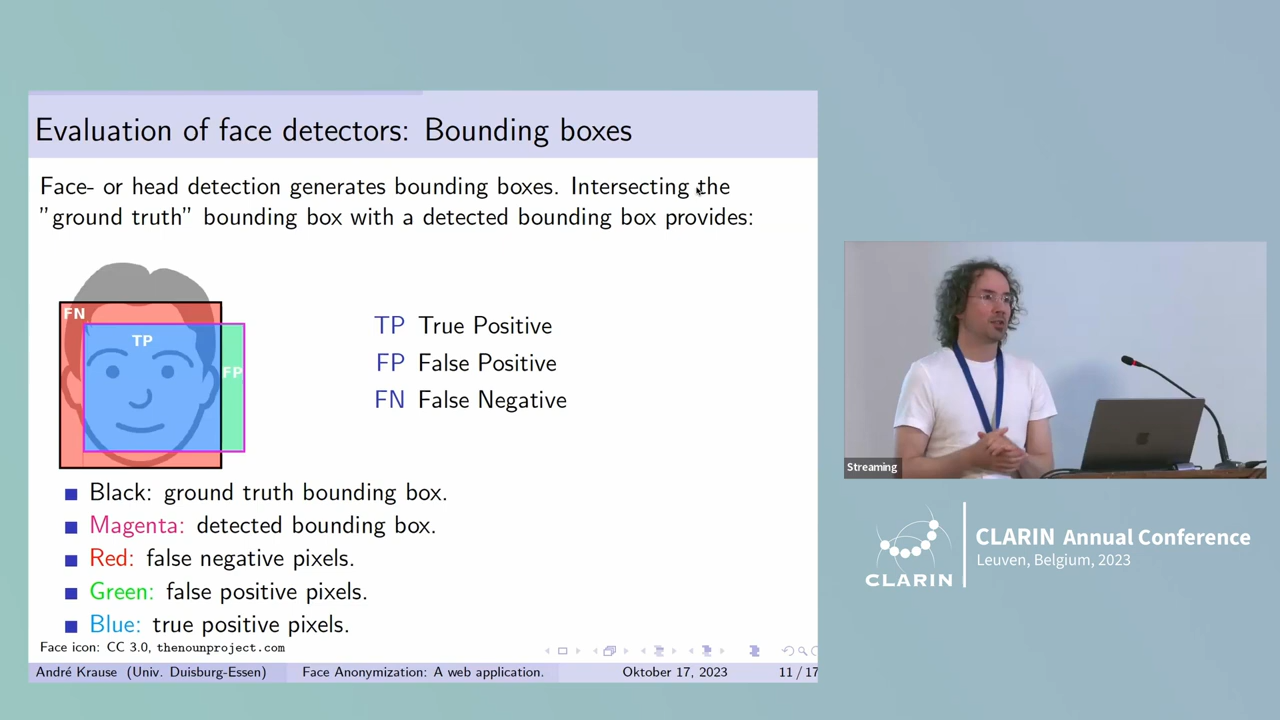 Evaluation of face detectors: Bounding boxes
Face- or head detection generates bounding boxes. Intersecting the
"ground truth" bounding box with a detected bounding box provides:
FN
TP
FP
TP True Positive
FP False Positive
FN False Negative
Black: ground truth bounding box.
Magenta: detected bounding box.
Red: false negative pixels.
Green: false positive pixels.
Blue: true positive pixels.
Face icon: CC 3.0, thenounproject.com
André Krause (Univ. Duisburg-Essen)
Face Anonymization: A web application.
Oktober 17, 2023
11 / 17
Streaming
CLARIN
CLARIN Annual Conference
Leuven, Belgium, 2023